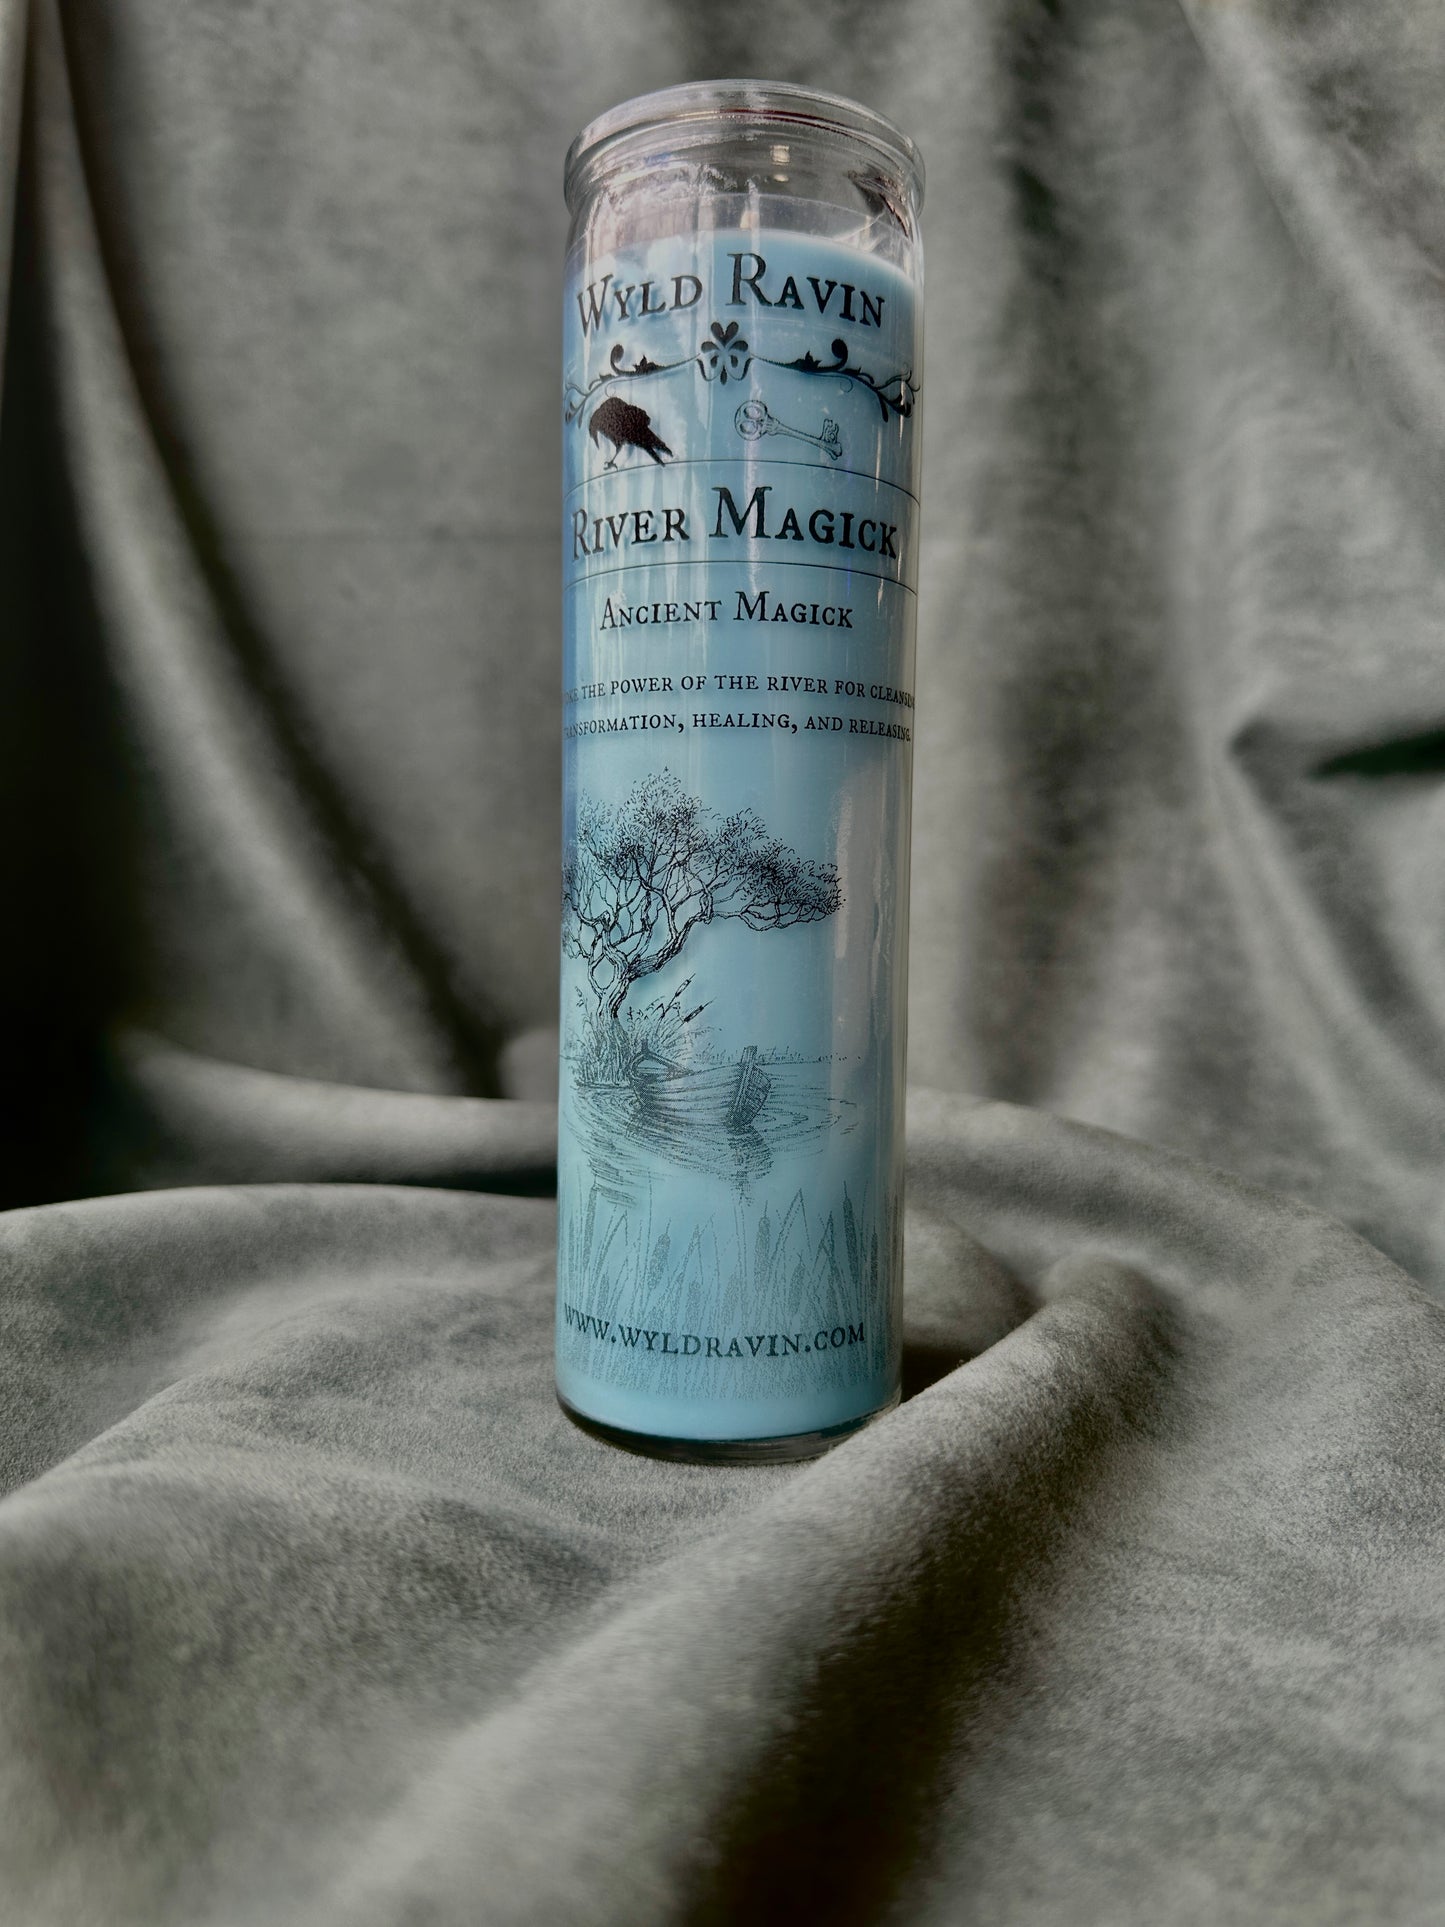 Wyld Ravin
River Magick
Ancient Magick
the power of the river for cleansing
transformation, healing, and releasing.
www.wyldravin.com